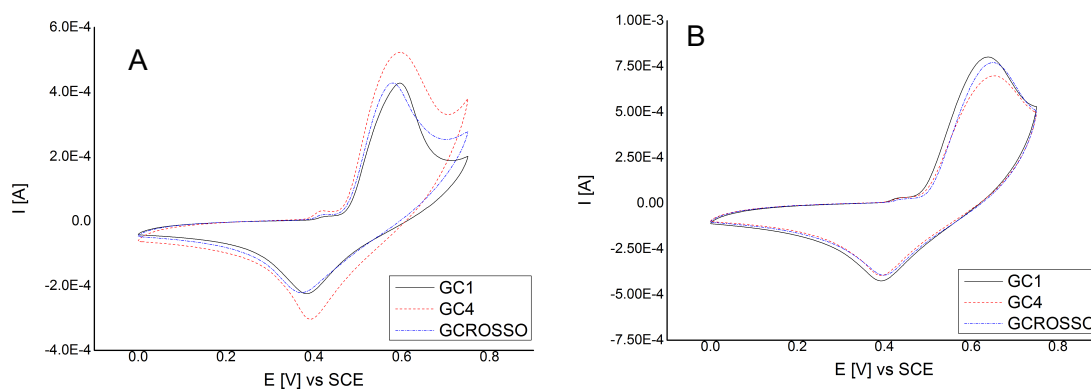 A
6.0E-4
4.0E-4
2.0E-4
0.0
-2.0E-4
-4.0E-4
I [A]
0.0 0.2 0.4 0.6 0.8
E [V] vs SCE
GC1
GC4
GCROSSO
B
1.00E-3
7.50E-4
5.00E-4
2.50E-4
0.00
-2.50E-4
-5.00E-4
-7.50E-4
I [A]
0.0 0.2 0.4 0.6 0.8
E [V] vs SCE
GC1
GC4
GCROSSO